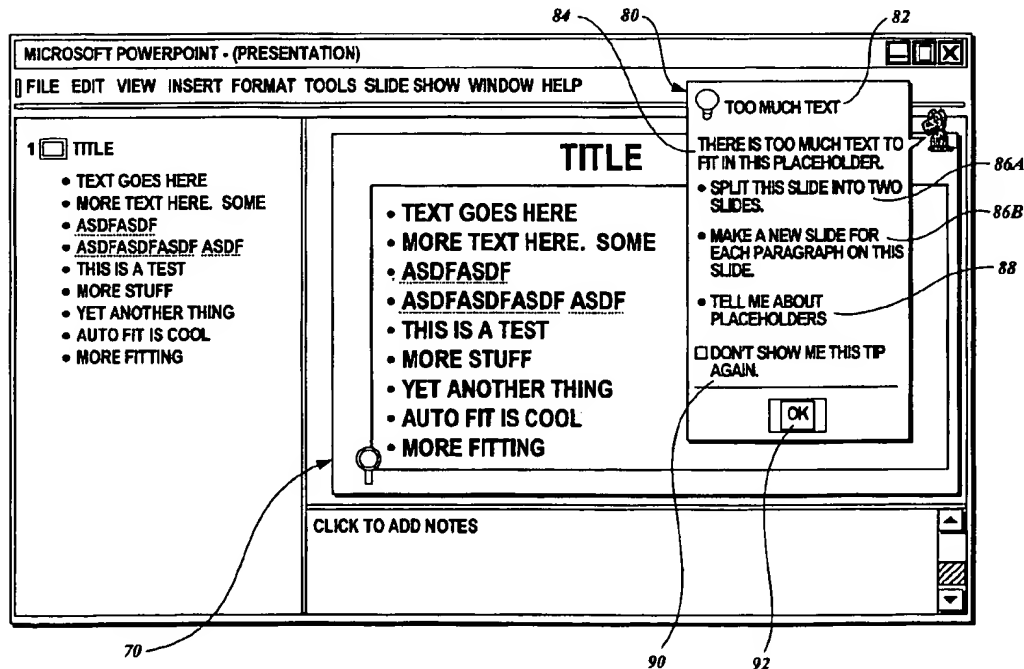 84
80
82
MICROSOFT POWERPOINT - (PRESENTATION)
FILE EDIT VIEW INSERT FORMAT TOOLS SLIDE SHOW WINDOW HELP
1 TITLE
• TEXT GOES HERE
• MORE TEXT HERE. SOME
• ASDFASDF
• ASDFASDFASDF ASDF
• THIS IS A TEST
• MORE STUFF
• YET ANOTHER THING
• AUTO FIT IS COOL
• MORE FITTING
TITLE
• TEXT GOES HERE
• MORE TEXT HERE. SOME
• ASDFASDF
• ASDFASDFASDF ASDF
• THIS IS A TEST
• MORE STUFF
• YET ANOTHER THING
• AUTO FIT IS COOL
• MORE FITTING
TOO MUCH TEXT
THERE IS TOO MUCH TEXT TO
FIT IN THIS PLACEHOLDER.
• SPLIT THIS SLIDE INTO TWO
SLIDES.
• MAKE A NEW SLIDE FOR
EACH PARAGRAPH ON THIS
SLIDE.
• TELL ME ABOUT
PLACEHOLDERS
DON'T SHOW ME THIS TIP
AGAIN.
OK
86A
86B
88
CLICK TO ADD NOTES
70
90
92